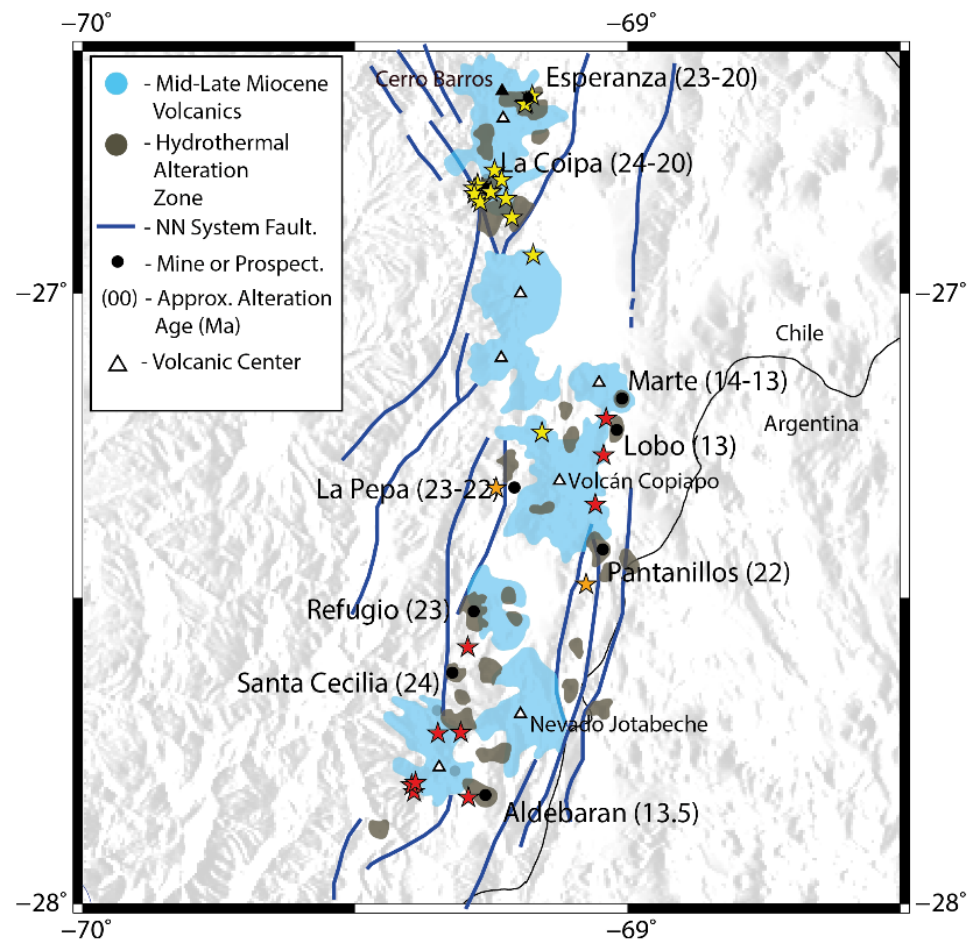 −70°
−69°
- Mid-Late Miocene
Volcanics
- Hydrothermal
Alteration
Zone
- NN System Fault.
- Mine or Prospect.
(00) - Approx. Alteration
Age (Ma)
- Volcanic Center
Cerro Barros
Esperanza (23-20)
La Coipa (24-20)
−27°
−27°
Chile
Marte (14-13)
Argentina
Lobo (13)
Volcán Copiapo
La Pepa (23-22)
Pantanillos (22)
Refugio (23)
Santa Cecilia (24)
Nevado Jotabeche
Aldebaran (13.5)
−28°
−28°
−70°
−69°